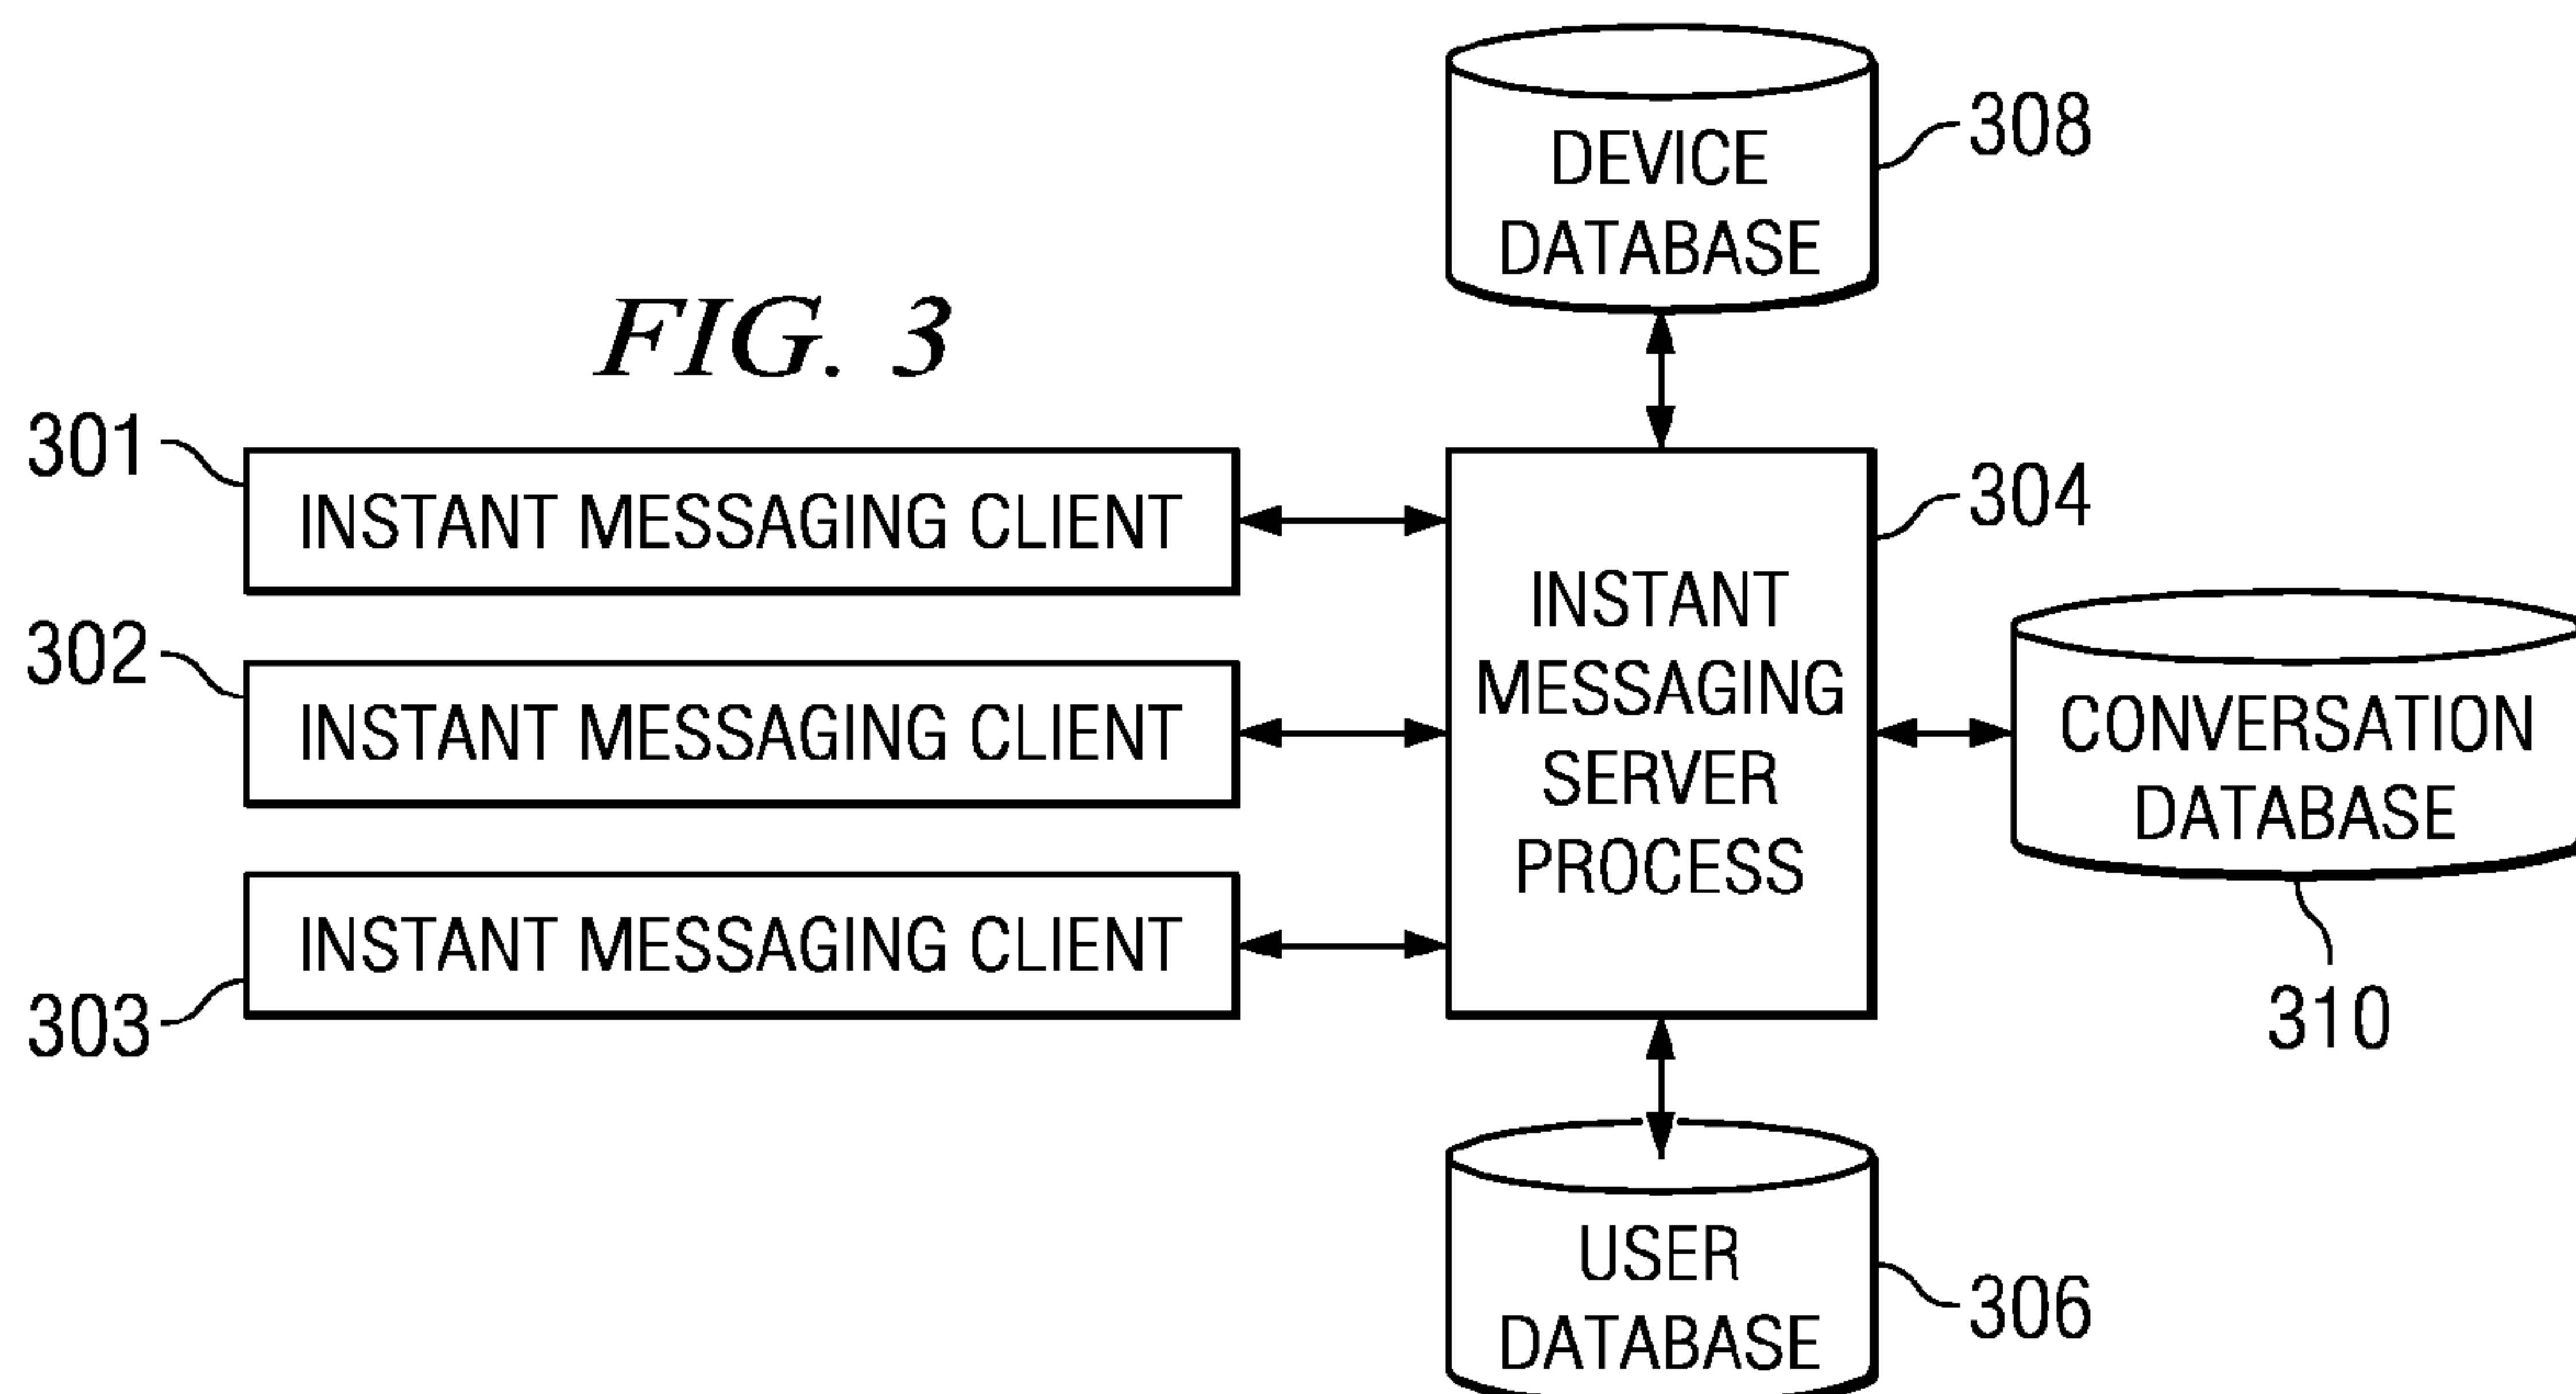 DEVICE
DATABASE
308
FIG. 3
301
INSTANT MESSAGING CLIENT
302
INSTANT MESSAGING CLIENT
303
INSTANT MESSAGING CLIENT
304
INSTANT
MESSAGING
SERVER
PROCESS
CONVERSATION
DATABASE
310
USER
DATABASE
306